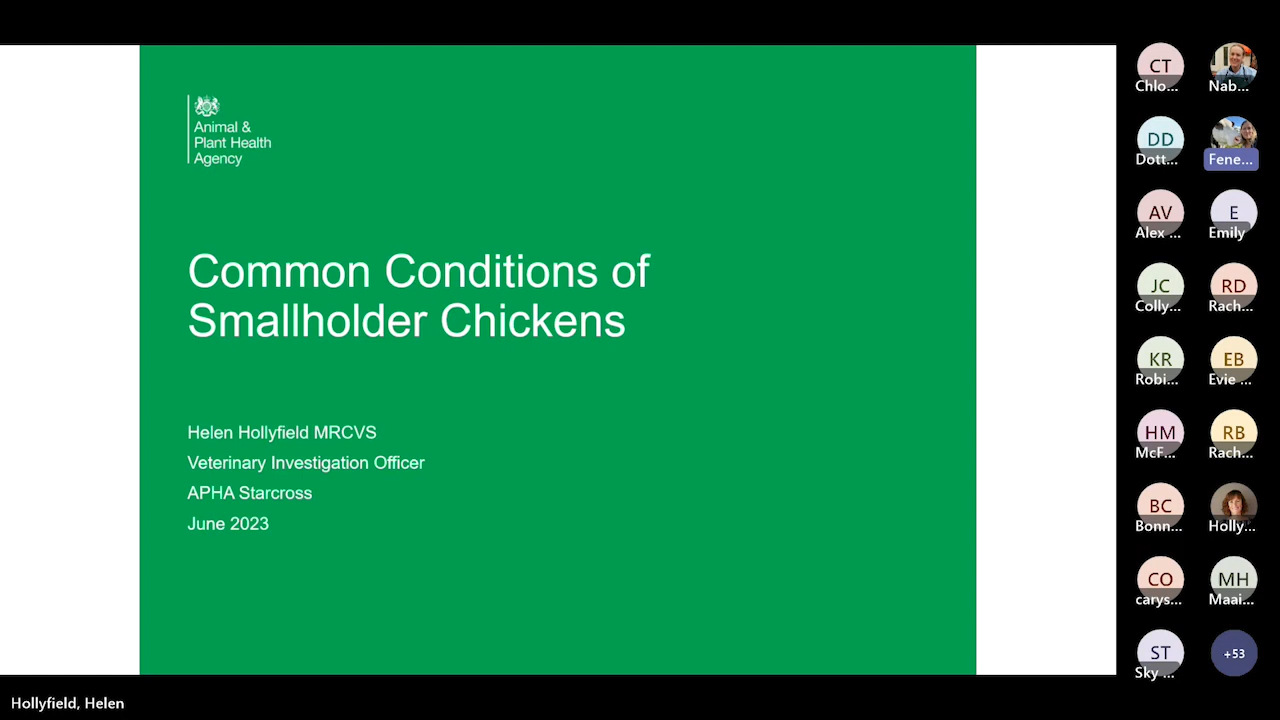 Animal &
Plant Health
Agency
Common Conditions of
Smallholder Chickens
Helen Hollyfield MRCVS
Veterinary Investigation Officer
APHA Starcross
June 2023
CT
Chlo...
Nab...
DD
Dott...
Fene...
AV
Alex ...
E
Emily
JC
Colly...
RD
Rach...
KR
Robi...
EB
Evie ...
HM
McF...
RB
Rach...
BC
Bonn...
Holly...
CO
carys...
MH
Maai...
ST
Sky ...
+53
Hollyfield, Helen